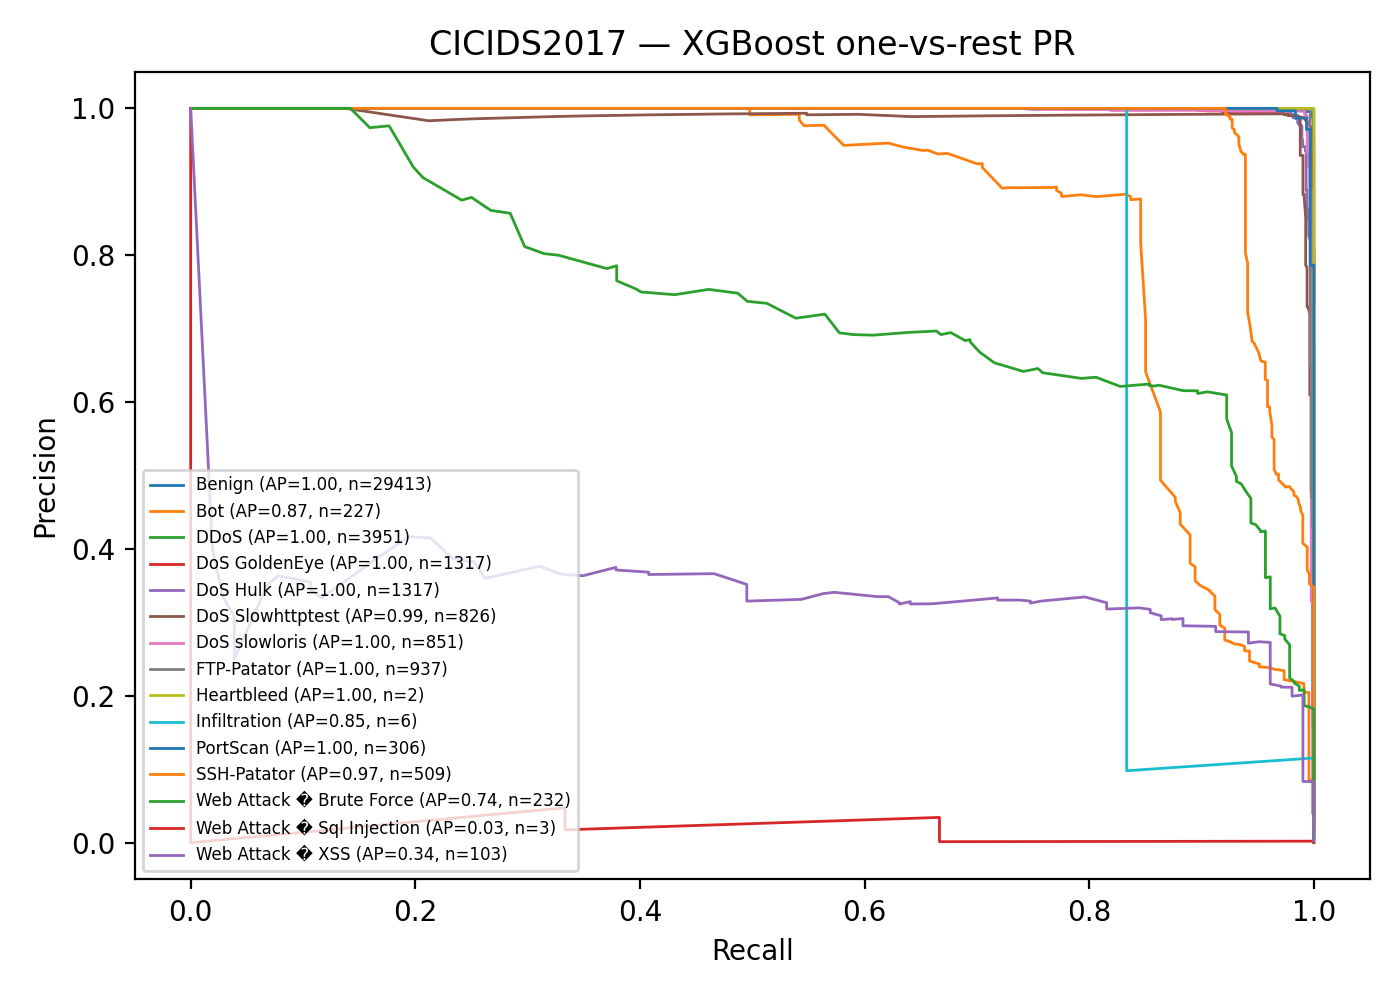 CICIDS2017 — XGBoost one-vs-rest PR
1.0
0.8
0.6
0.4
0.2
0.0
Precision
Benign (AP=1.00, n=29413)
Bot (AP=0.87, n=227)
DDoS (AP=1.00, n=3951)
DoS GoldenEye (AP=1.00, n=1317)
DoS Hulk (AP=1.00, n=1317)
DoS Slowhttptest (AP=0.99, n=826)
DoS slowloris (AP=1.00, n=851)
FTP-Patator (AP=1.00, n=937)
Heartbleed (AP=1.00, n=2)
Infiltration (AP=0.85, n=6)
PortScan (AP=1.00, n=306)
SSH-Patator (AP=0.97, n=509)
Web Attack � Brute Force (AP=0.74, n=232)
Web Attack � Sql Injection (AP=0.03, n=3)
Web Attack � XSS (AP=0.34, n=103)
0.0 0.2 0.4 0.6 0.8 1.0
Recall